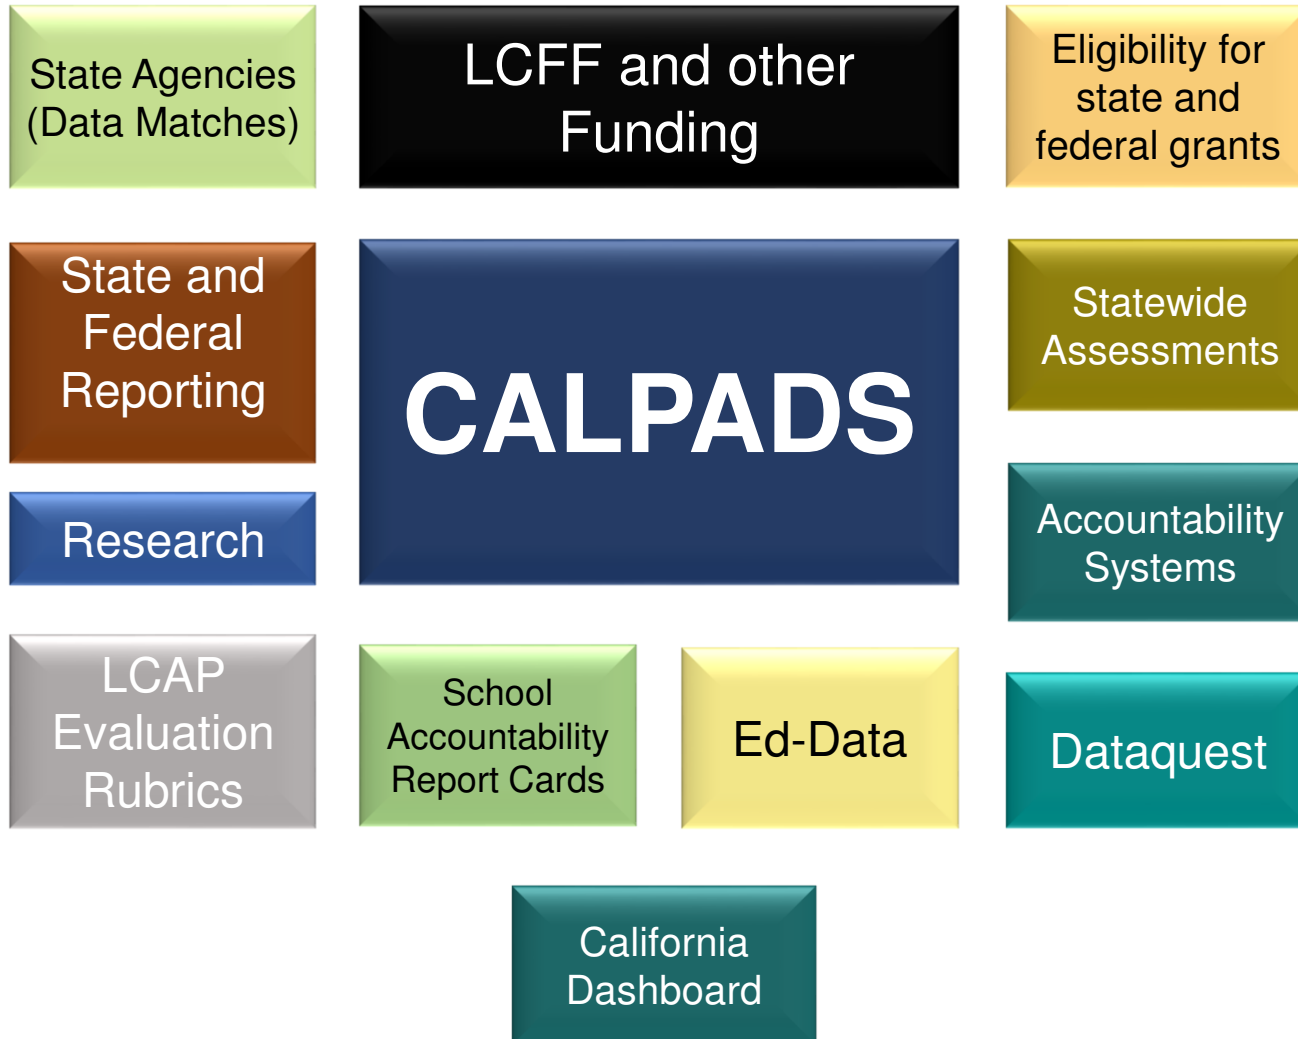 State Agencies
(Data Matches)
LCFF and other
Funding
Eligibility for
state and
federal grants
State and
Federal
Reporting
CALPADS
Statewide
Assessments
Research
Accountability
Systems
LCAP
Evaluation
Rubrics
School
Accountability
Report Cards
Ed-Data
Dataquest
California
Dashboard